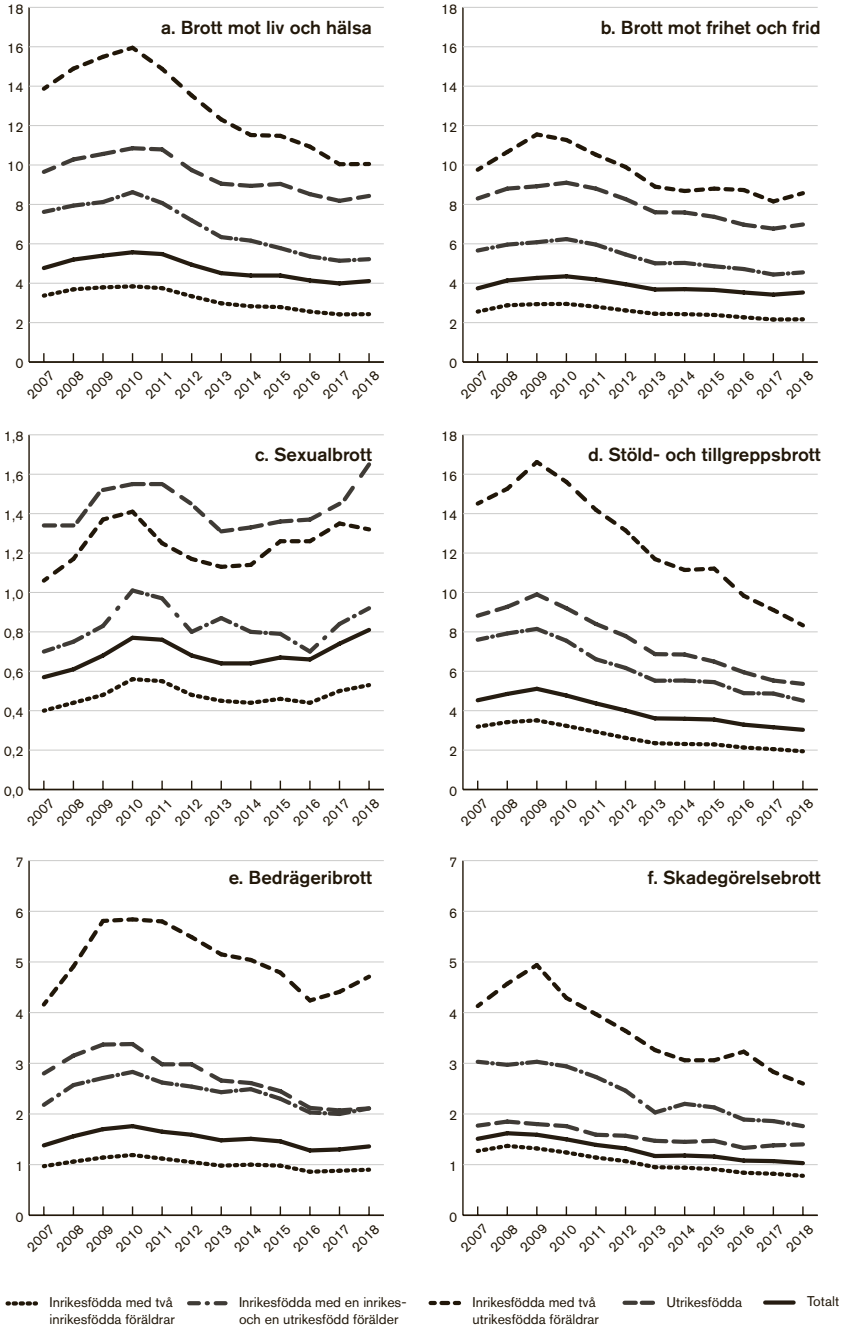 a. Brott mot liv och hälsa
18
16
14
12
10
8
6
4
2
0
2007 2008 2009 2010 2011 2012 2013 2014 2015 2016 2017 2018
b. Brott mot frihet och frid
18
16
14
12
10
8
6
4
2
0
2007 2008 2009 2010 2011 2012 2013 2014 2015 2016 2017 2018
c. Sexualbrott
1,8
1,6
1,4
1,2
1,0
0,8
0,6
0,4
0,2
0,0
2007 2008 2009 2010 2011 2012 2013 2014 2015 2016 2017 2018
d. Stöld- och tillgreppsbrott
18
16
14
12
10
8
6
4
2
0
2007 2008 2009 2010 2011 2012 2013 2014 2015 2016 2017 2018
e. Bedrägeribrott
7
6
5
4
3
2
1
0
2007 2008 2009 2010 2011 2012 2013 2014 2015 2016 2017 2018
f. Skadegörelsebrott
7
6
5
4
3
2
1
0
2007 2008 2009 2010 2011 2012 2013 2014 2015 2016 2017 2018
Inrikesfödda med två
inrikesfödda föräldrar
Inrikesfödda med en inrikes-
och en utrikesfödd förälder
Inrikesfödda med två
utrikesfödda föräldrar
Utrikesfödda
Totalt